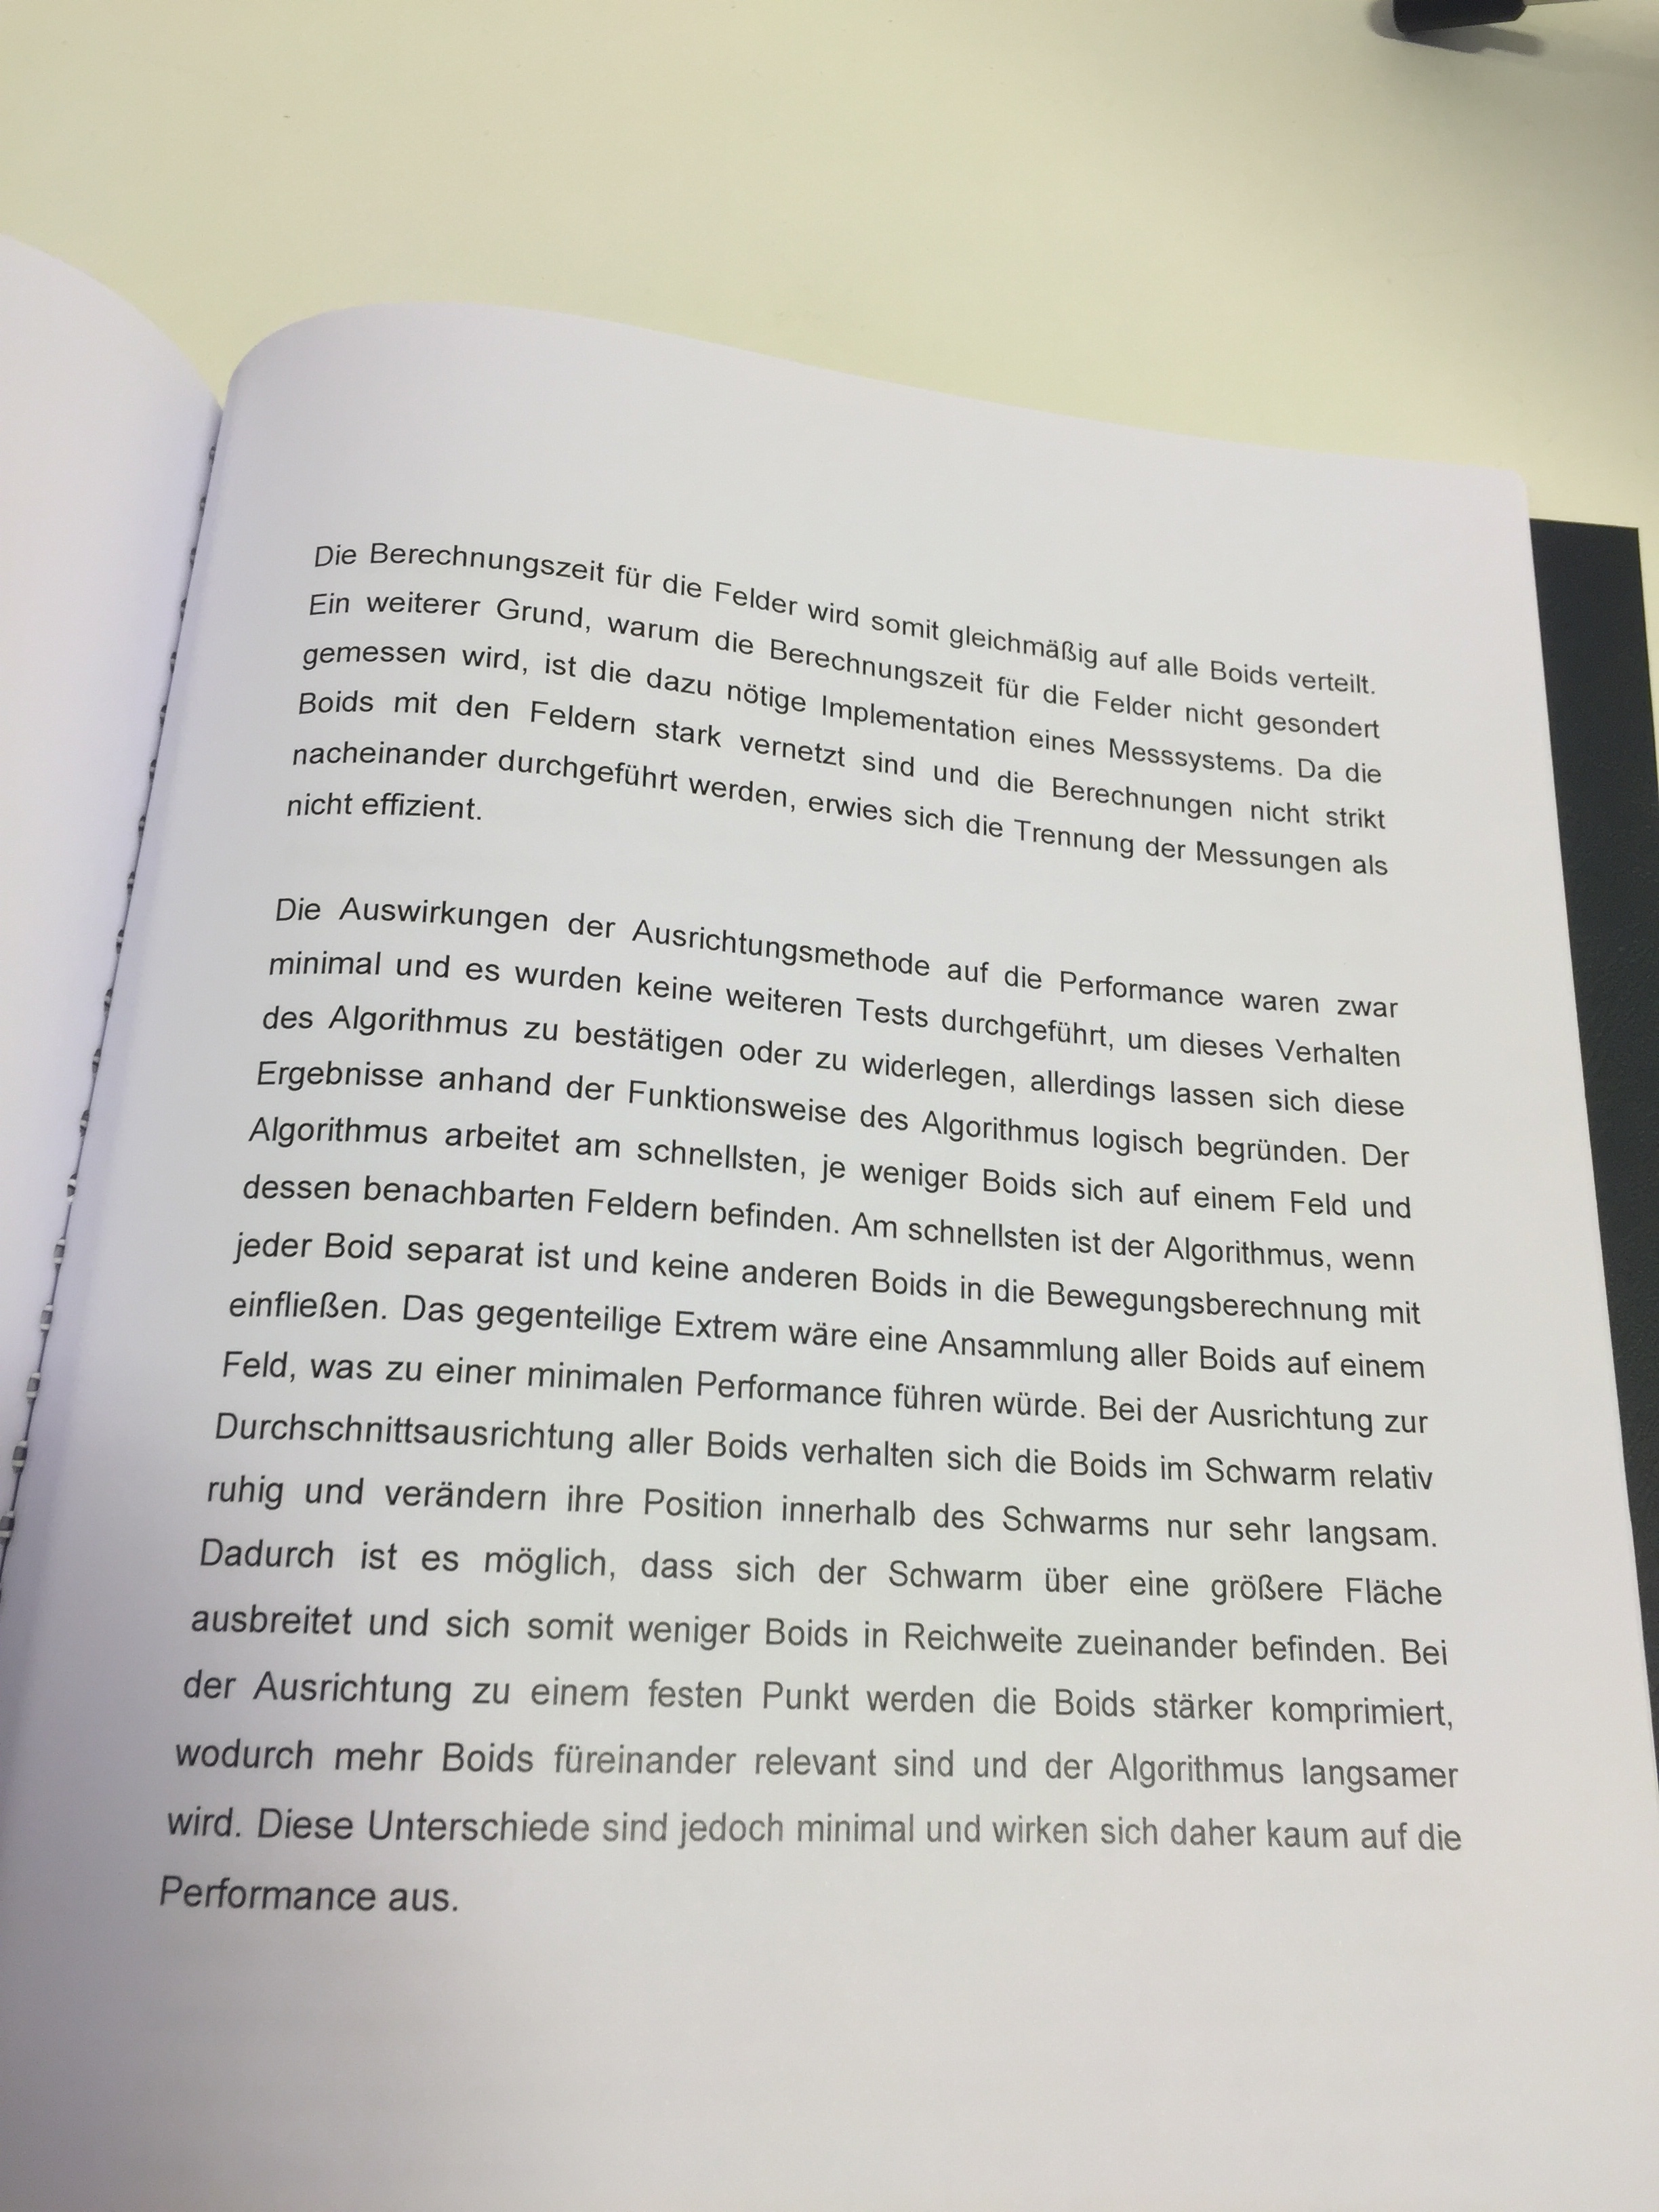 Die Berechnungszeit für die Felder wird somit gleichmäßig auf alle Boids verteilt.
Ein weiterer Grund, warum die Berechnungszeit für die Felder nicht gesondert
gemessen wird, ist die dazu nötige Implementation eines Messsystems. Da die
Boids mit den Feldern stark vernetzt sind und die Berechnungen nicht strikt
nacheinander durchgeführt werden, erwies sich die Trennung der Messungen als
nicht effizient.
Die Auswirkungen der Ausrichtungsmethode auf die Performance waren zwar
minimal und es wurden keine weiteren Tests durchgeführt, um dieses Verhalten
des Algorithmus zu bestätigen oder zu widerlegen, allerdings lassen sich diese
Ergebnisse anhand der Funktionsweise des Algorithmus logisch begründen. Der
Algorithmus arbeitet am schnellsten, je weniger Boids sich auf einem Feld und
dessen benachbarten Feldern befinden. Am schnellsten ist der Algorithmus, wenn
jeder Boid separat ist und keine anderen Boids in die Bewegungsberechnung mit
einfließen. Das gegenteilige Extrem wäre eine Ansammlung aller Boids auf einem
Feld, was zu einer minimalen Performance führen würde. Bei der Ausrichtung zur
Durchschnittsausrichtung aller Boids verhalten sich die Boids im Schwarm relativ
ruhig und verändern ihre Position innerhalb des Schwarms nur sehr langsam.
Dadurch ist es möglich, dass sich der Schwarm über eine größere Fläche
ausbreitet und sich somit weniger Boids in Reichweite zueinander befinden. Bei
der Ausrichtung zu einem festen Punkt werden die Boids stärker komprimiert,
wodurch mehr Boids füreinander relevant sind und der Algorithmus langsamer
wird. Diese Unterschiede sind jedoch minimal und wirken sich daher kaum auf die
Performance aus.